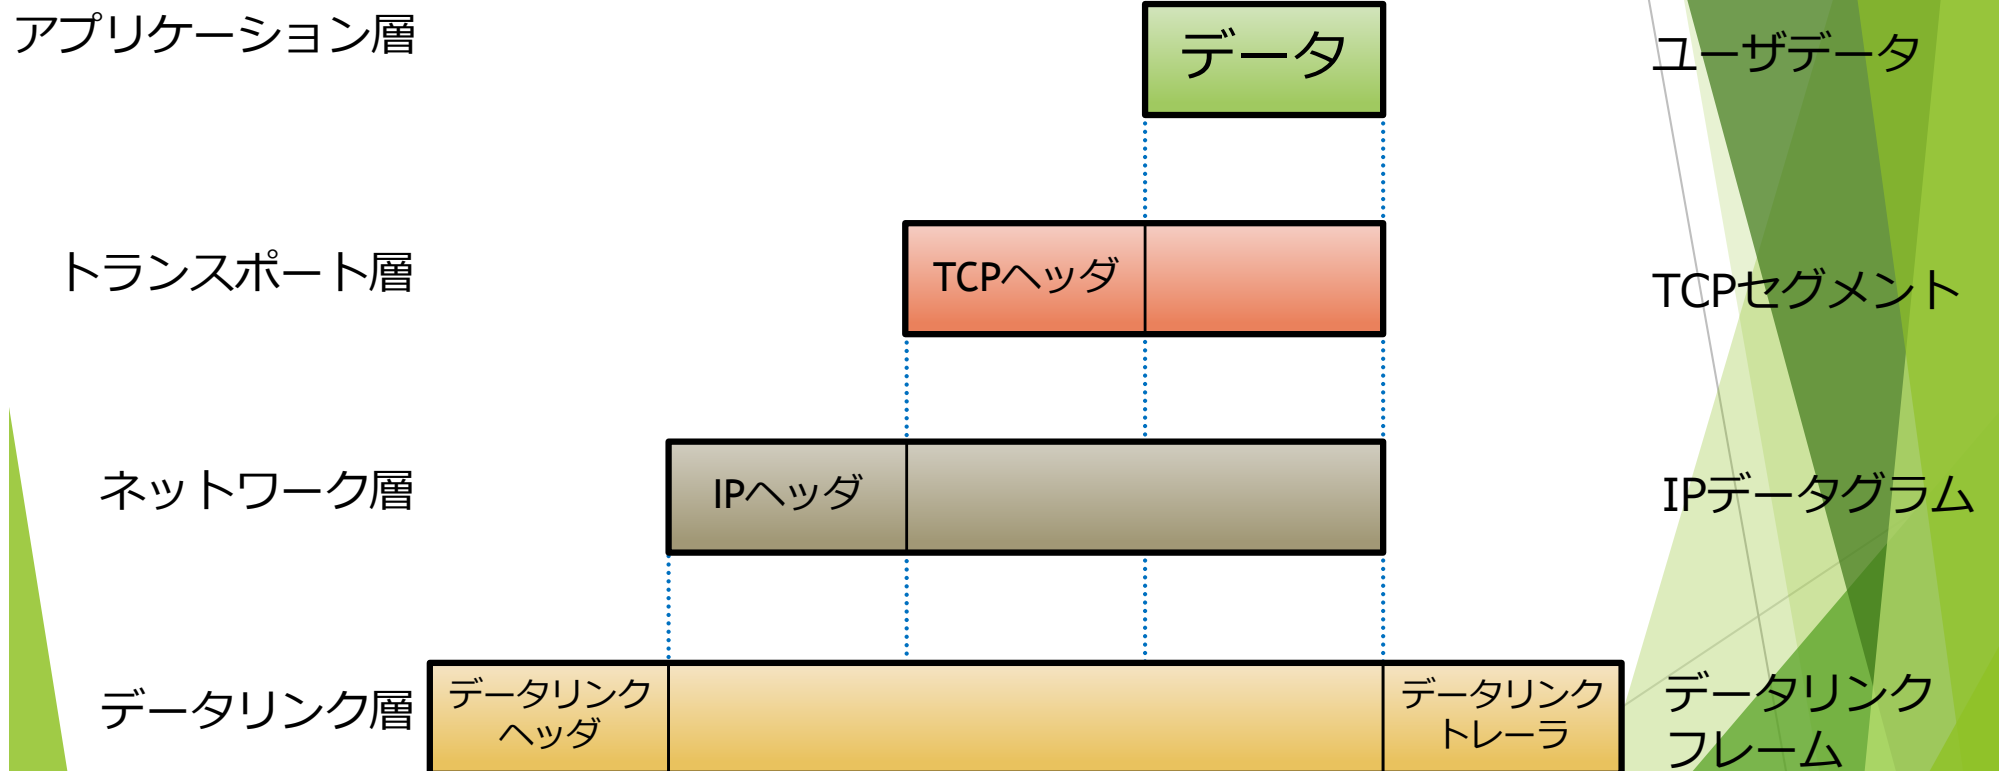 アプリケーション層
データ
ユーザデータ
トランスポート層
TCPヘッダ
TCPセグメント
ネットワーク層
IPヘッダ
IPデータグラム
データリンク層
データリンク
ヘッダ
データリンク
トレーラ
データリンク
フレーム